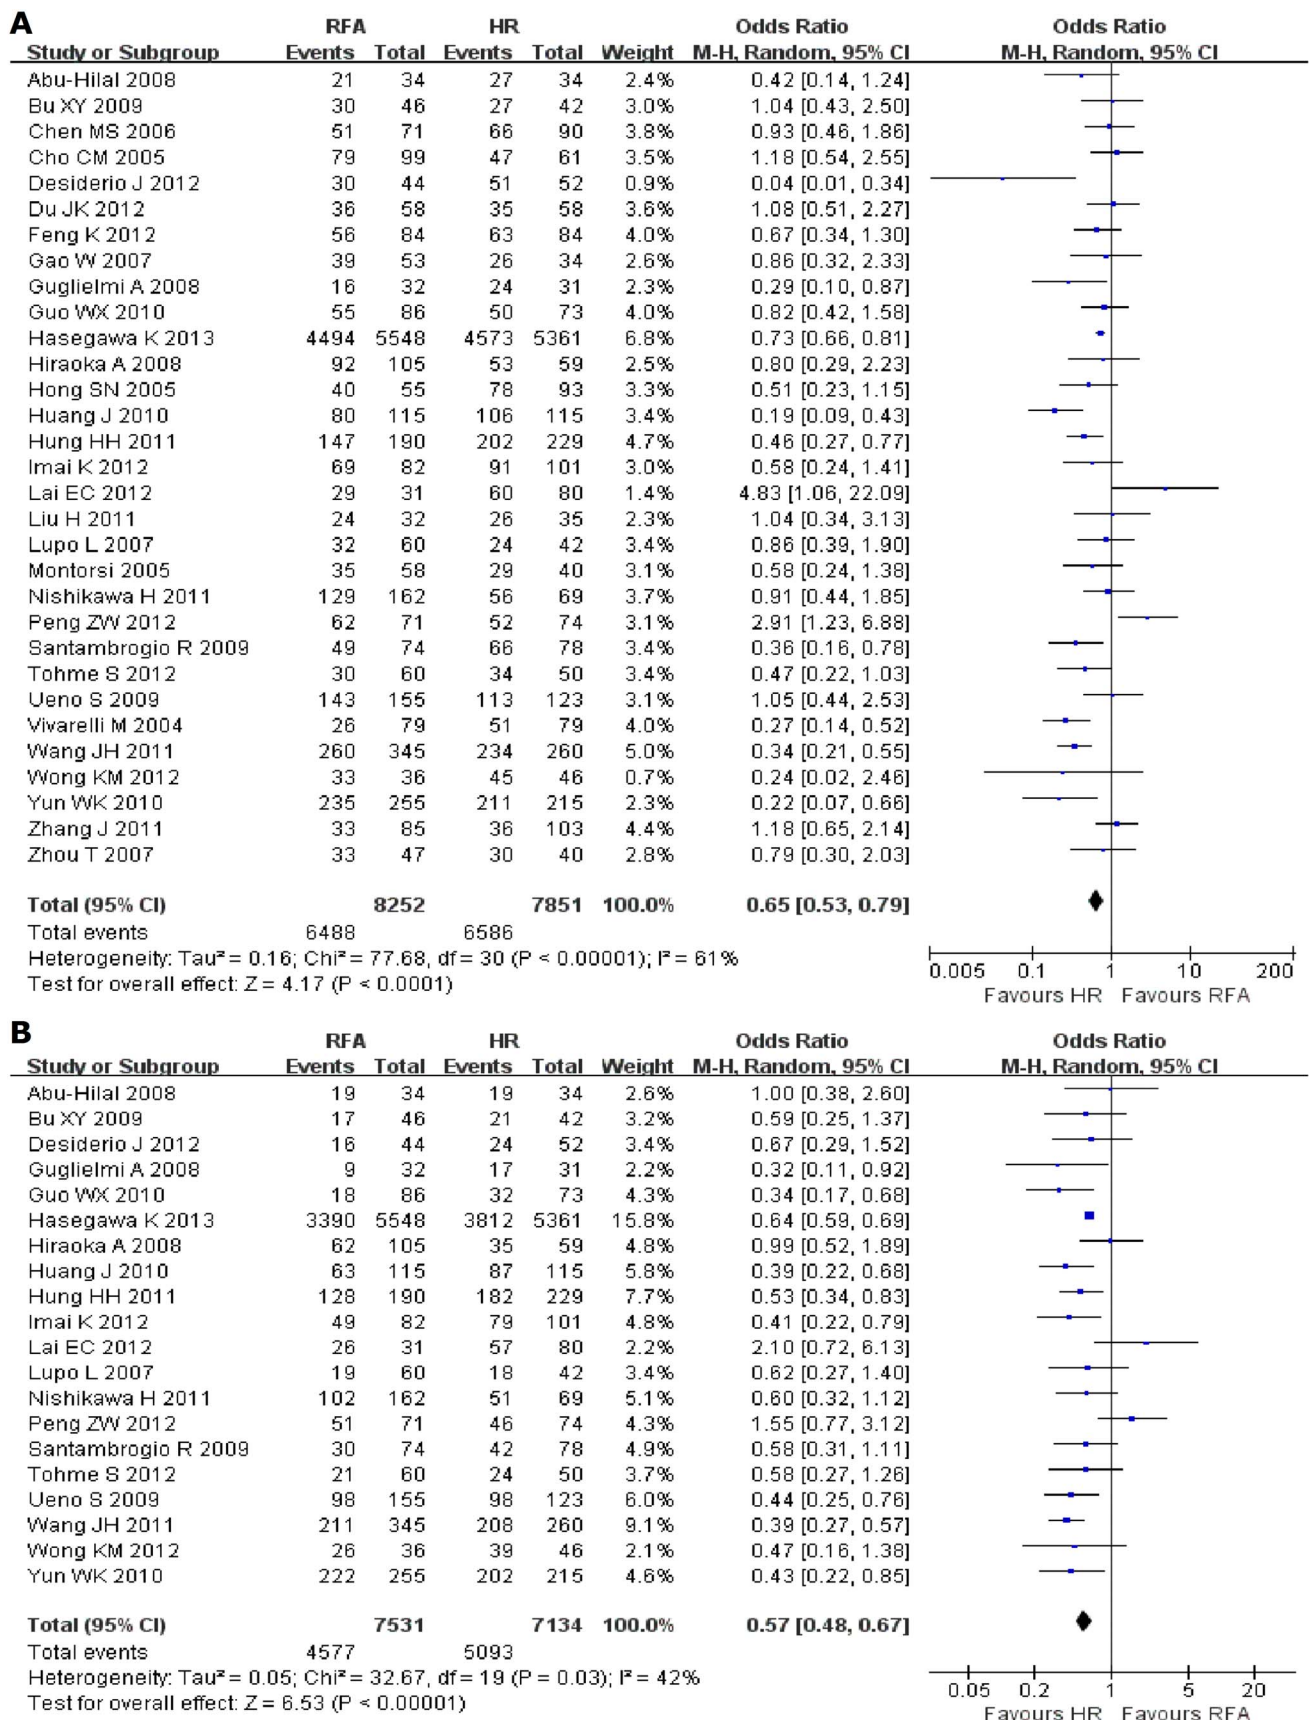 A
RFA HR Odds Ratio Odds Ratio
Study or Subgroup Events Total Events Total Weight M-H, Random, 95% CI M-H, Random, 95% CI
Abu-Hilal 2008 21 34 27 34 2.4% 0.42 [0.14, 1.24]
Bu XY 2009 30 46 27 42 3.0% 1.04 [0.43, 2.50]
Chen MS 2006 51 71 66 90 3.8% 0.93 [0.46, 1.86]
Cho CM 2005 79 99 47 61 3.5% 1.18 [0.54, 2.55]
Desiderio J 2012 30 44 51 52 0.9% 0.04 [0.01, 0.34]
Du JK 2012 36 58 35 58 3.6% 1.08 [0.51, 2.27]
Feng K 2012 56 84 63 84 4.0% 0.67 [0.34, 1.30]
Gao W 2007 39 53 26 34 2.6% 0.86 [0.32, 2.33]
Guglielmi A 2008 16 32 24 31 2.3% 0.29 [0.10, 0.87]
Guo WX 2010 55 86 50 73 4.0% 0.82 [0.42, 1.58]
Hasegawa K 2013 4494 5548 4573 5361 6.8% 0.73 [0.66, 0.81]
Hiraoka A 2008 92 105 53 59 2.5% 0.80 [0.29, 2.23]
Hong SN 2005 40 55 78 93 3.3% 0.51 [0.23, 1.15]
Huang J 2010 80 115 106 115 3.4% 0.19 [0.09, 0.43]
Hung HH 2011 147 190 202 229 4.7% 0.46 [0.27, 0.77]
Imai K 2012 69 82 91 101 3.0% 0.58 [0.24, 1.41]
Lai EC 2012 29 31 60 80 1.4% 4.83 [1.06, 22.09]
Liu H 2011 24 32 26 35 2.3% 1.04 [0.34, 3.13]
Lupo L 2007 32 60 24 42 3.4% 0.86 [0.39, 1.90]
Montorsi 2005 35 58 29 40 3.1% 0.58 [0.24, 1.38]
Nishikawa H 2011 129 162 56 69 3.7% 0.91 [0.44, 1.85]
Peng ZW 2012 62 71 52 74 3.1% 2.91 [1.23, 6.88]
Santambrogio R 2009 49 74 66 78 3.4% 0.36 [0.16, 0.78]
Tohme S 2012 30 60 34 50 3.4% 0.47 [0.22, 1.03]
Ueno S 2009 143 155 113 123 3.1% 1.05 [0.44, 2.53]
Vivarelli M 2004 26 79 51 79 4.0% 0.27 [0.14, 0.52]
Wang JH 2011 260 345 234 260 5.0% 0.34 [0.21, 0.55]
Wong KM 2012 33 36 45 46 0.7% 0.24 [0.02, 2.46]
Yun WK 2010 235 255 211 215 2.3% 0.22 [0.07, 0.66]
Zhang J 2011 33 85 36 103 4.4% 1.18 [0.65, 2.14]
Zhou T 2007 33 47 30 40 2.8% 0.79 [0.30, 2.03]
Total (95% CI) 8252 7851 100.0% 0.65 [0.53, 0.79]
Total events 6488 6586
Heterogeneity: Tau² = 0.16; Chi² = 77.68, df = 30 (P < 0.00001); I² = 61%
Test for overall effect: Z = 4.17 (P < 0.0001)
0.005 0.1 1 10 200
Favours HR Favours RFA
B
RFA HR Odds Ratio Odds Ratio
Study or Subgroup Events Total Events Total Weight M-H, Random, 95% CI M-H, Random, 95% CI
Abu-Hilal 2008 19 34 19 34 2.6% 1.00 [0.38, 2.60]
Bu XY 2009 17 46 21 42 3.2% 0.59 [0.25, 1.37]
Desiderio J 2012 16 44 24 52 3.4% 0.67 [0.29, 1.52]
Guglielmi A 2008 9 32 17 31 2.2% 0.32 [0.11, 0.92]
Guo WX 2010 18 86 32 73 4.3% 0.34 [0.17, 0.68]
Hasegawa K 2013 3390 5548 3812 5361 15.8% 0.64 [0.59, 0.69]
Hiraoka A 2008 62 105 35 59 4.8% 0.99 [0.52, 1.89]
Huang J 2010 63 115 87 115 5.8% 0.39 [0.22, 0.68]
Hung HH 2011 128 190 182 229 7.7% 0.53 [0.34, 0.83]
Imai K 2012 49 82 79 101 4.8% 0.41 [0.22, 0.79]
Lai EC 2012 26 31 57 80 2.2% 2.10 [0.72, 6.13]
Lupo L 2007 19 60 18 42 3.4% 0.62 [0.27, 1.40]
Nishikawa H 2011 102 162 51 69 5.1% 0.60 [0.32, 1.12]
Peng ZW 2012 51 71 46 74 4.3% 1.55 [0.77, 3.12]
Santambrogio R 2009 30 74 42 78 4.9% 0.58 [0.31, 1.11]
Tohme S 2012 21 60 24 50 3.7% 0.58 [0.27, 1.26]
Ueno S 2009 98 155 98 123 6.0% 0.44 [0.25, 0.76]
Wang JH 2011 211 345 208 260 9.1% 0.39 [0.27, 0.57]
Wong KM 2012 26 36 39 46 2.1% 0.47 [0.16, 1.38]
Yun WK 2010 222 255 202 215 4.6% 0.43 [0.22, 0.85]
Total (95% CI) 7531 7134 100.0% 0.57 [0.48, 0.67]
Total events 4577 5093
Heterogeneity: Tau² = 0.05; Chi² = 32.67, df = 19 (P = 0.03); I² = 42%
Test for overall effect: Z = 6.53 (P < 0.00001)
0.05 0.2 1 5 20
Favours HR Favours RFA